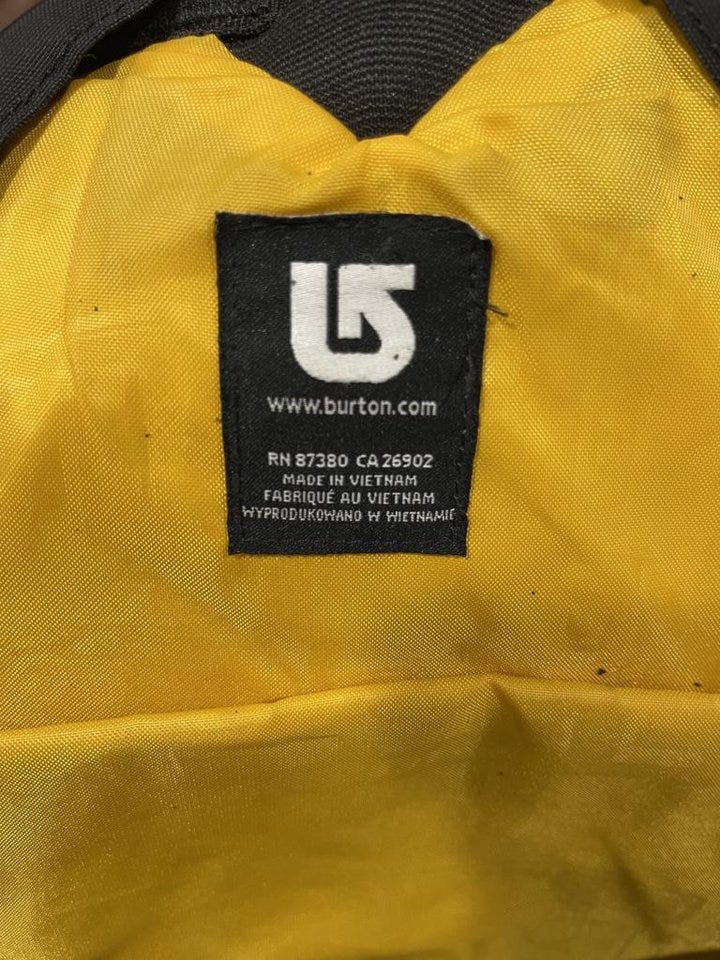 www.burton.com
RN 87380 CA 26902
MADE IN VIETNAM
FABRIQUÉ AU VIETNAM
WYPRODUKOWANO W WIETNAMIE